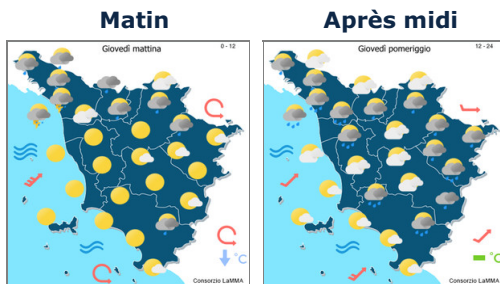 Matin
Après midi
Giovedì mattina
0 - 12
Giovedì pomeriggio
12 - 24
°C
°C
Consorzio LaMMA
Consorzio LaMMA